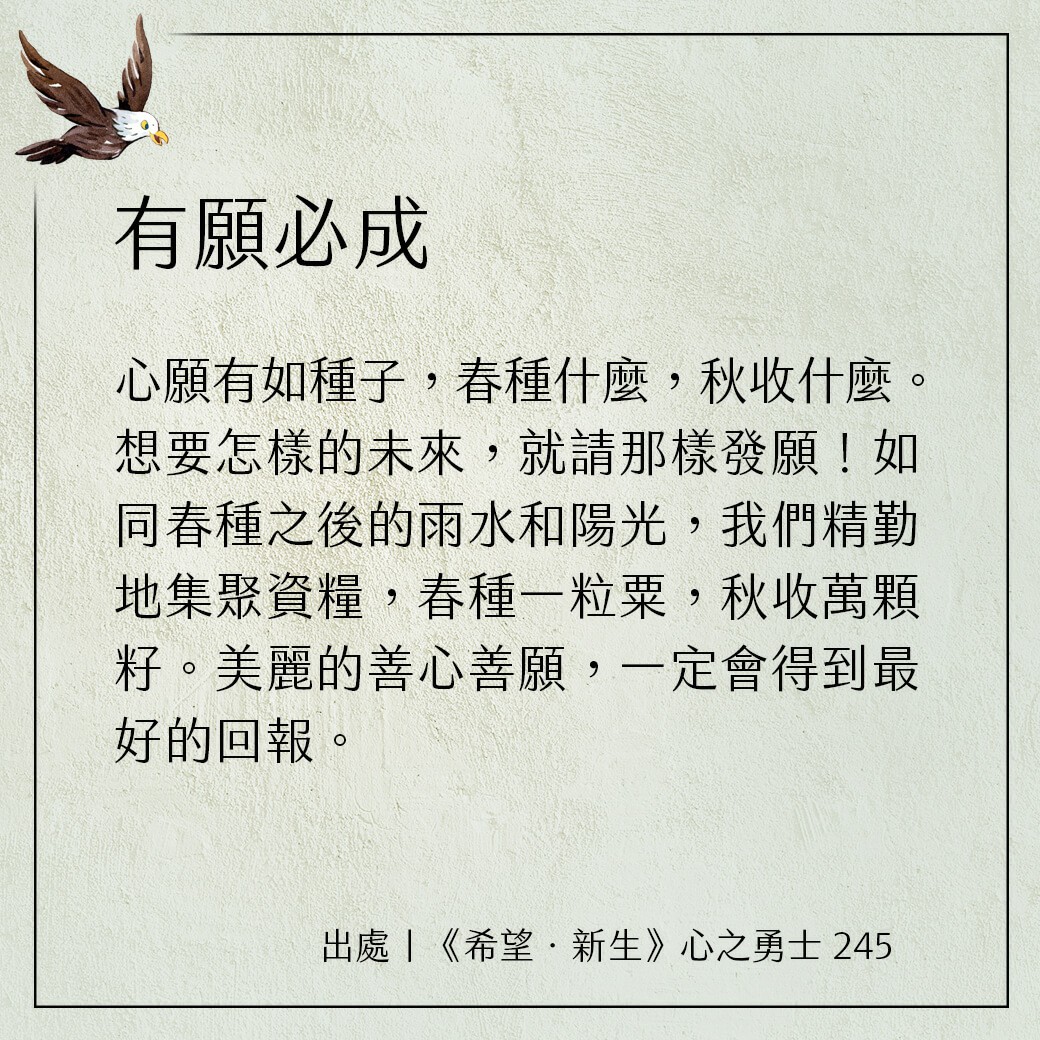 有願必成
心願有如種子，春種什麼，秋收什麼。
想要怎樣的未來，就請那樣發願！如
同春種之後的雨水和陽光，我們精勤
地集聚資糧，春種一粒粟，秋收萬顆
籽。美麗的善心善願，一定會得到最
好的回報。
出處｜《希望．新生》心之勇士 245